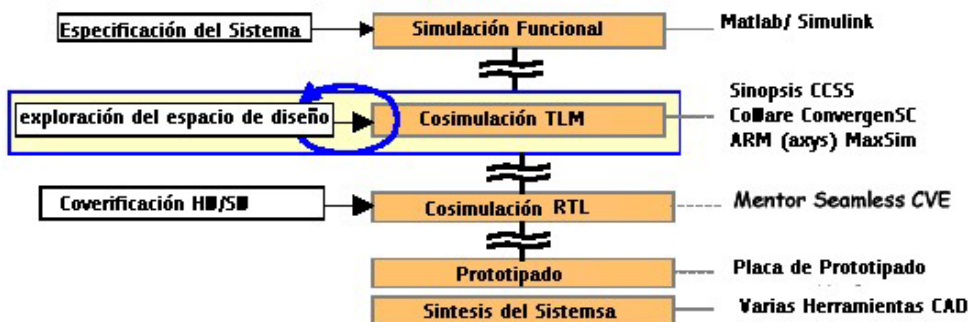 Especificación del Sistema
Simulación Funcional
Matlab/ Simulink
exploración del espacio de diseño
Cosimulación TLM
Sinopsis CCSS
CoWare ConvergenSC
ARM (axys) MaxSim
Coverificación HW/SW
Cosimulación RTL
Mentor Seamless CVE
Prototipado
Placa de Prototipado
Sintesis del Sistemsa
Varias Herramientas CAD